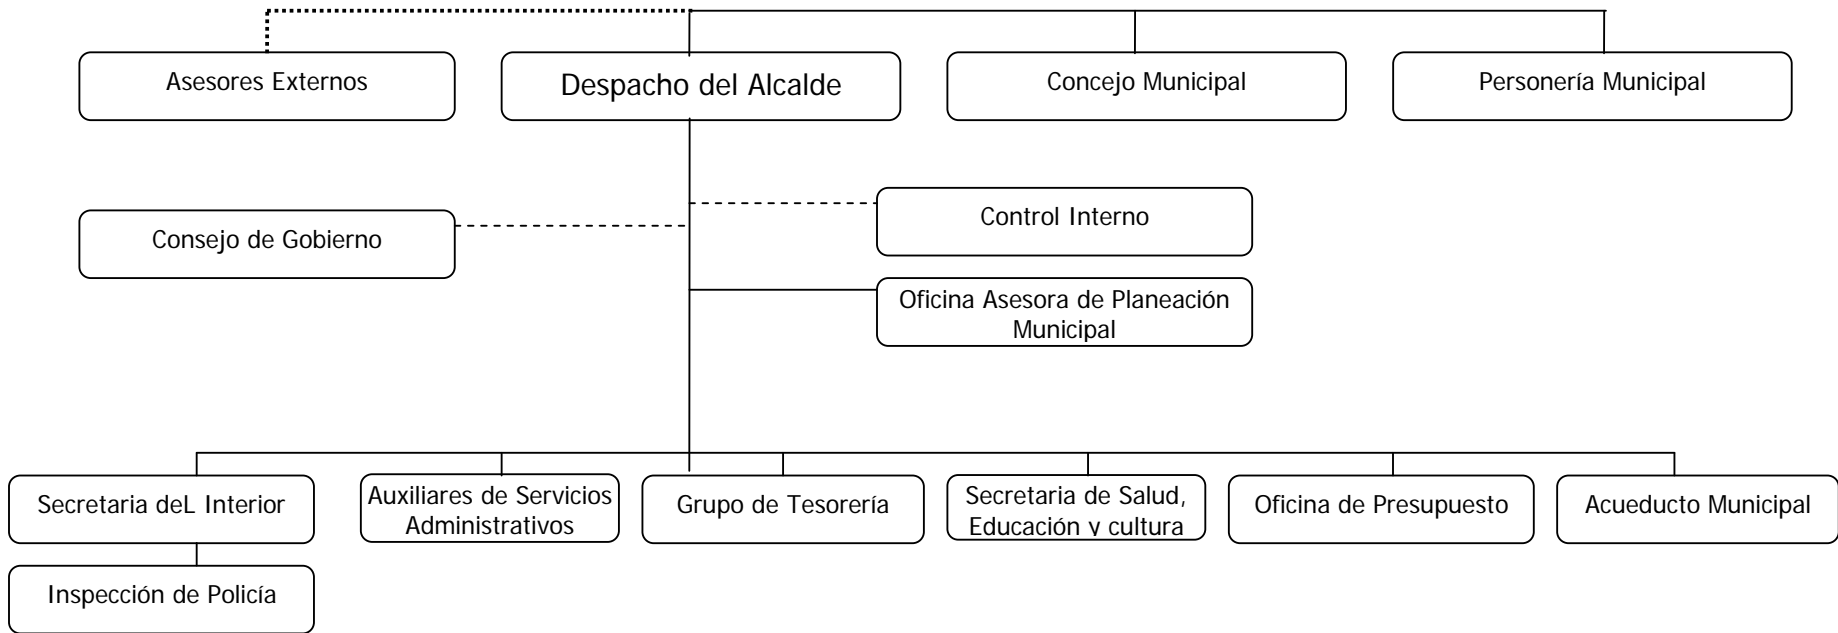 Asesores Externos
Despacho del Alcalde
Concejo Municipal
Personería Municipal
Control Interno
Consejo de Gobierno
Oficina Asesora de Planeación
Municipal
Secretaria deL Interior
Auxiliares de Servicios
Administrativos
Grupo de Tesorería
Secretaria de Salud,
Educación y cultura
Oficina de Presupuesto
Acueducto Municipal
Inspección de Policía